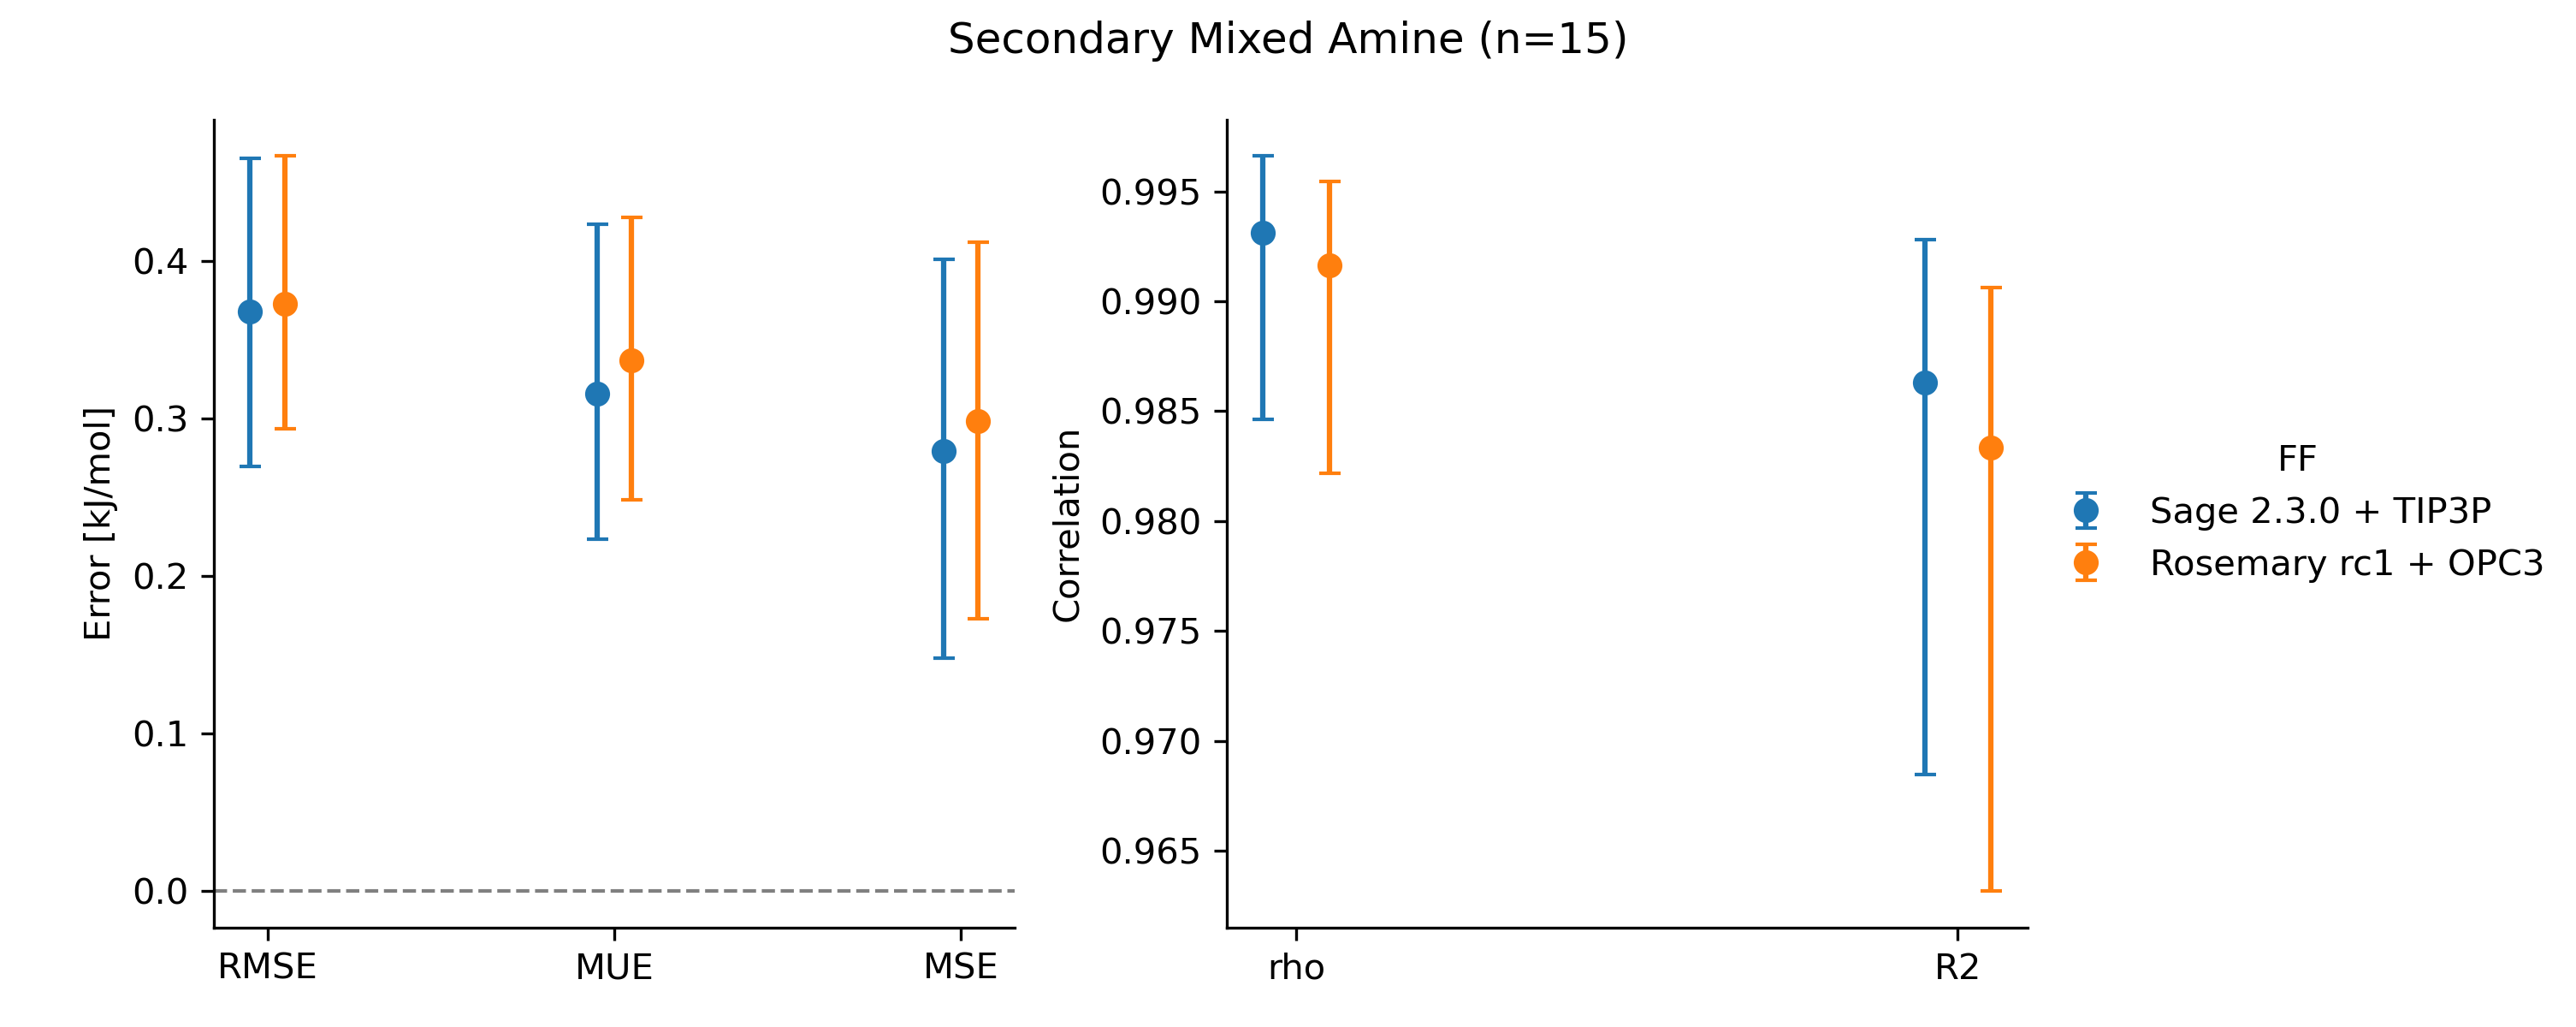 Secondary Mixed Amine (n=15)
Error [kJ/mol]
0.4
0.3
0.2
0.1
0.0
RMSE
MUE
MSE
Correlation
0.995
0.990
0.985
0.980
0.975
0.970
0.965
rho
R2
FF
Sage 2.3.0 + TIP3P
Rosemary rc1 + OPC3